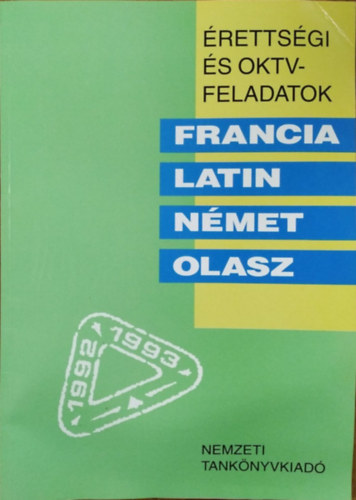 ÉRETTSÉGI
ÉS OKTV-
FELADATOK
FRANCIA
LATIN
NÉMET
OLASZ
1992
1993
NEMZETI
TANKÖNYVKIADÓ